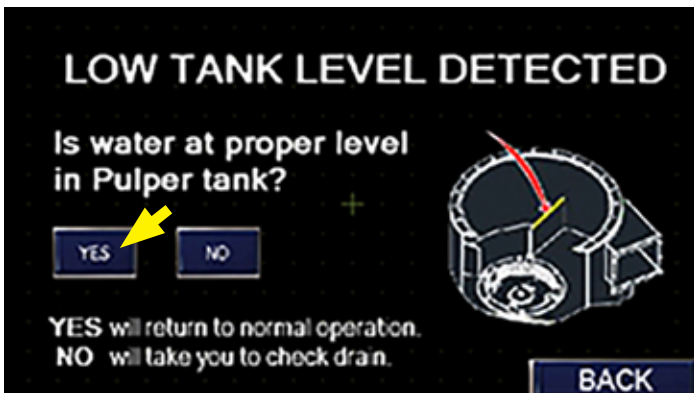 LOW TANK LEVEL DETECTED
Is water at proper level
in Pulper tank?
YES NO
YES will return to normal operation.
NO will take you to check drain.
BACK